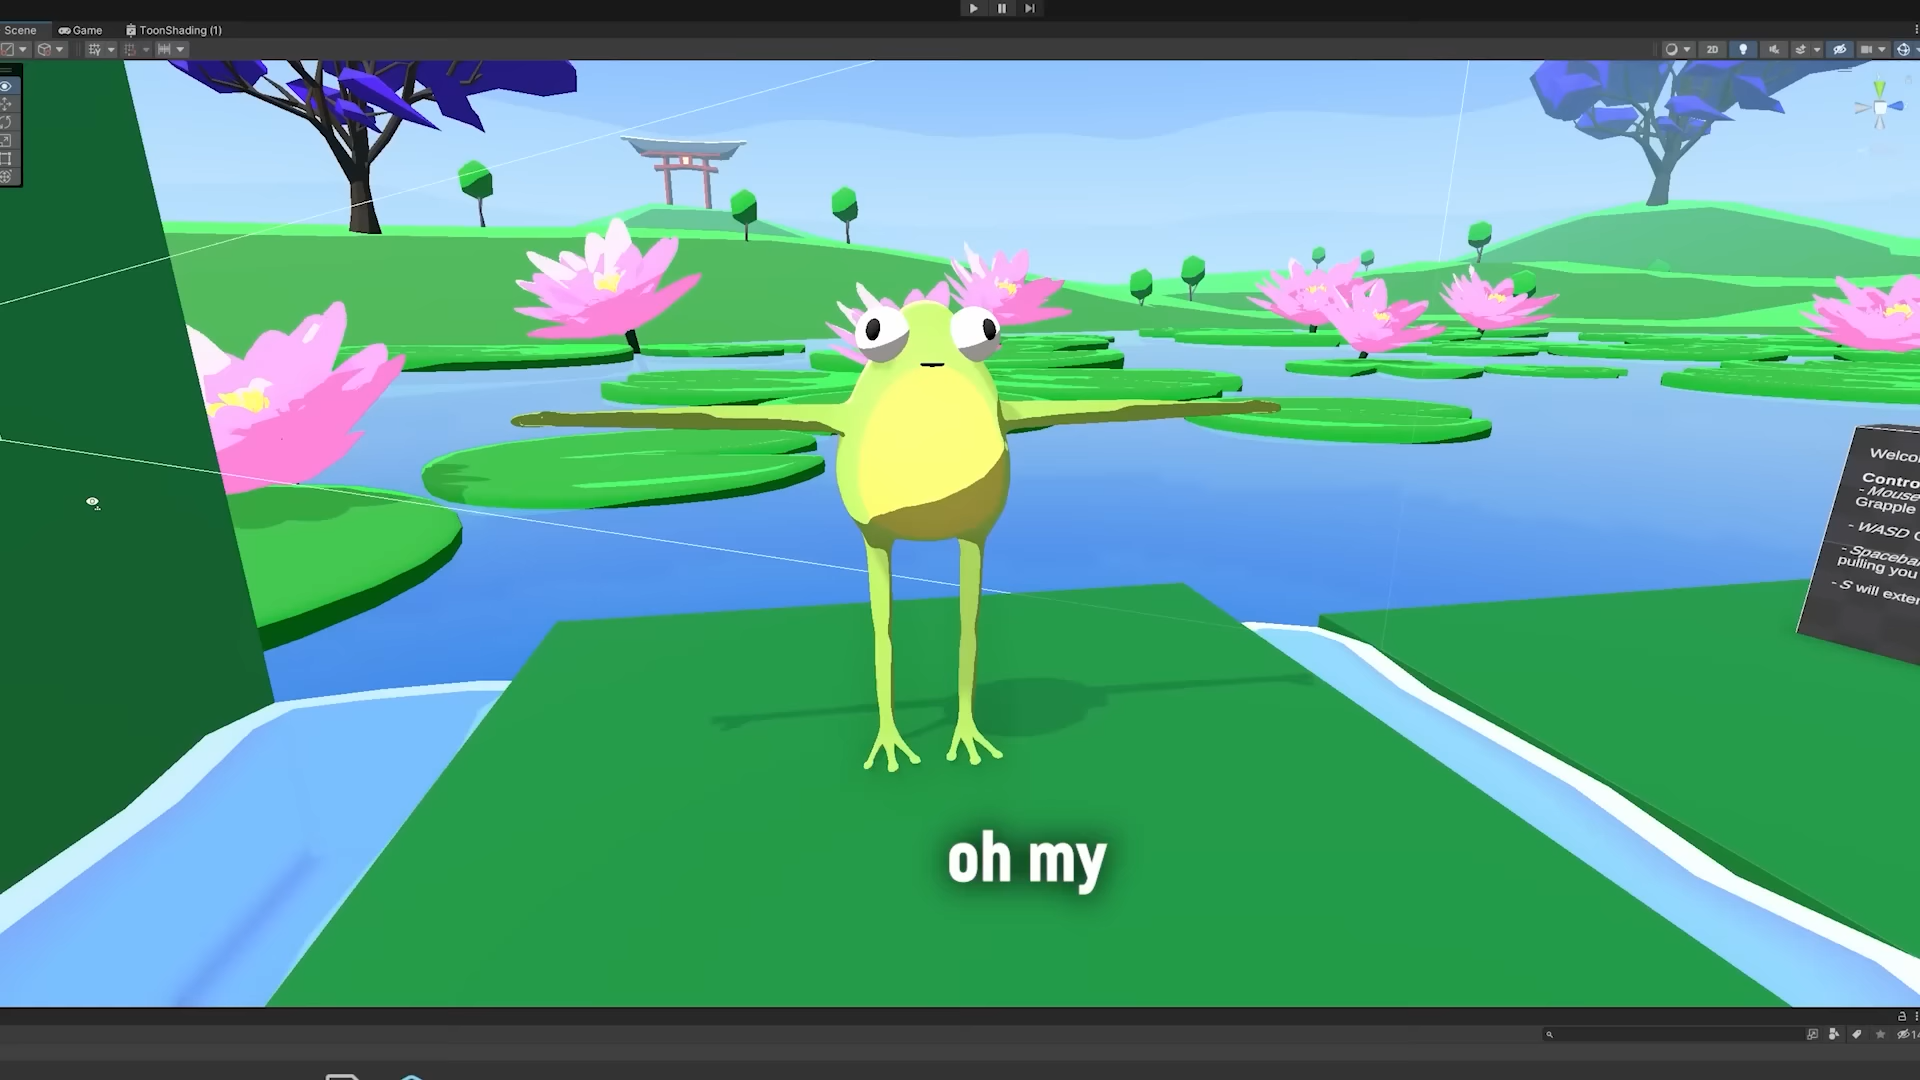 Scene
Game
ToonShading (1)
2D
Welco
Contro
- Mouse
Grapple
- WASD
- Spaceba
pulling you
- S will exter
oh my